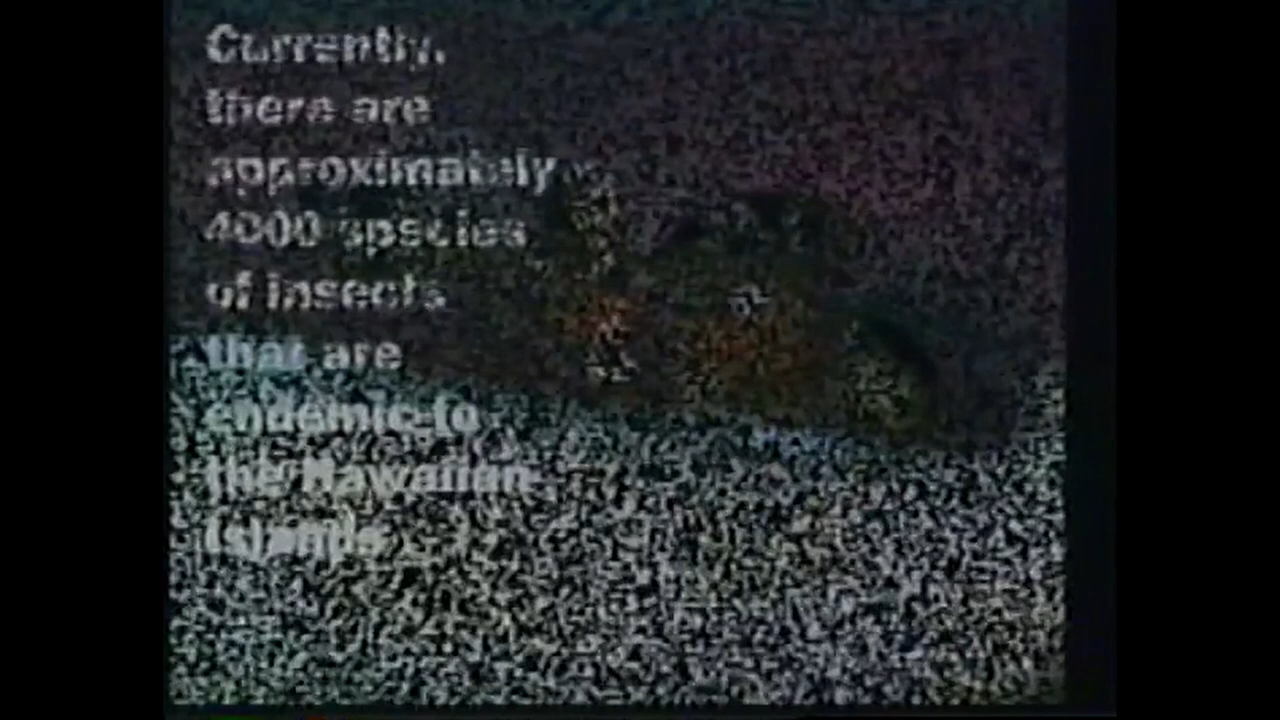 Currently,
there are
approximately
4000 species
of insects
that are
endemic to
the Hawaiian
Islands